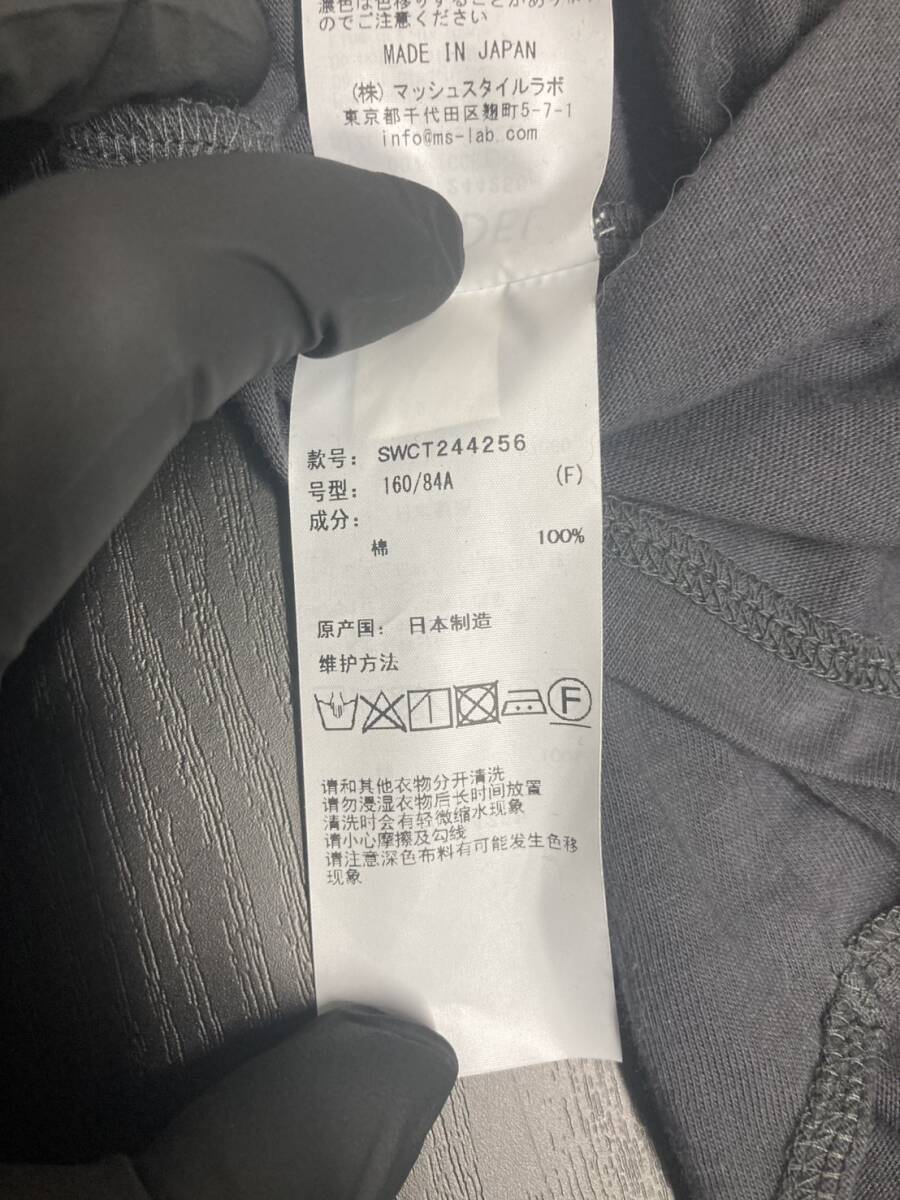 濃色は色移りすることがあります
のでご注意ください
MADE IN JAPAN
(株) マッシュスタイルラボ
東京都千代田区麹町5-7-1
info@ms-lab.com
款号: SWCT244256
号型: 160/84A (F)
成分:
棉 100%
原产国: 日本制造
维护方法
F
请和其他衣物分开清洗
请勿浸湿衣物后长时间放置
清洗时会有轻微缩水现象
请小心摩擦及勾线
请注意深色布料有可能发生色移
现象